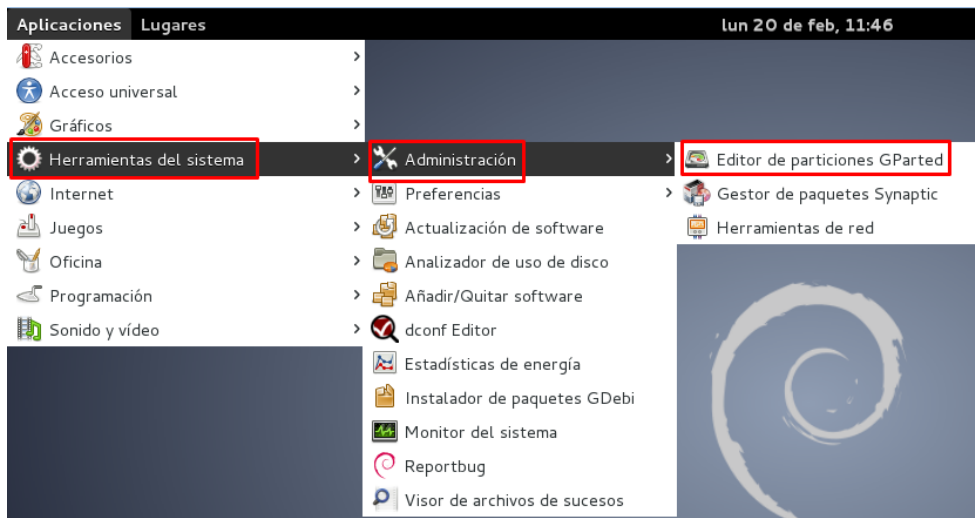 Aplicaciones Lugares lun 20 de feb, 11:46
Accesorios
Acceso universal
Gráficos
Herramientas del sistema
Internet
Juegos
Oficina
Programación
Sonido y vídeo
Administración
Preferencias
Actualización de software
Analizador de uso de disco
Añadir/Quitar software
dconf Editor
Estadísticas de energía
Instalador de paquetes GDebi
Monitor del sistema
Reportbug
Visor de archivos de sucesos
Editor de particiones GParted
Gestor de paquetes Synaptic
Herramientas de red